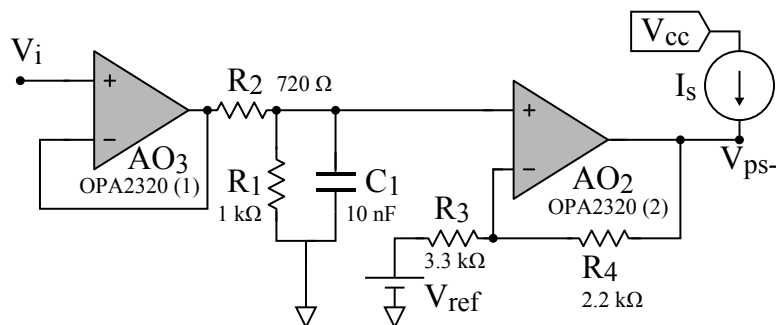 Vcc
Vi
R2 720 Ω
Is
+
+
−
−
AO3
OPA2320 (1)
R1
1 kΩ
C1
10 nF
AO2
OPA2320 (2)
Vps-
R3
3.3 kΩ
R4
2.2 kΩ
Vref